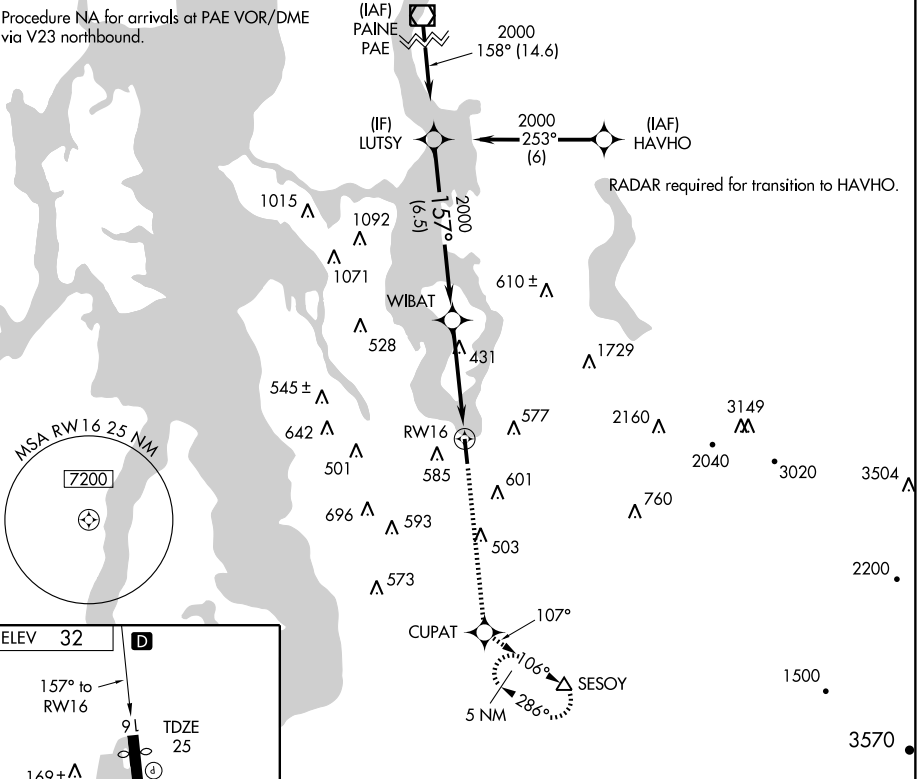 Procedure NA for arrivals at PAE VOR/DME
via V23 northbound.
(IAF)
PAINE
PAE
2000
158° (14.6)
(IF)
LUTSY
2000
253°
(6)
(IAF)
HAVHO
RADAR required for transition to HAVHO.
2000
157°
(6.5)
1015
1092
1071
610 ±
WIBAT
528
431
1729
545 ±
642
501
RW16
585
577
2160
3149
2040
3020
3504
MSA RW16 25 NM
7200
696
593
601
760
503
573
2200
CUPAT
107°
106°
SESOY
286°
5 NM
1500
3570
ELEV 32
D
157° to
RW16
16
TDZE
25
P
169 ±